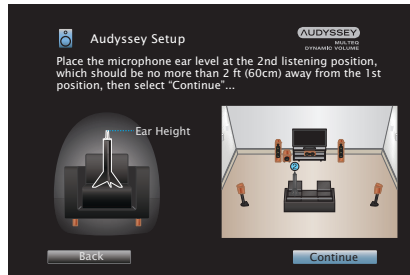 Audyssey Setup
AUDYSSEY
MULTEQ
DYNAMIC VOLUME
Place the microphone ear level at the 2nd listening position,
which should be no more than 2 ft (60cm) away from the 1st
position, then select "Continue"...
Ear Height
2
Back
Continue